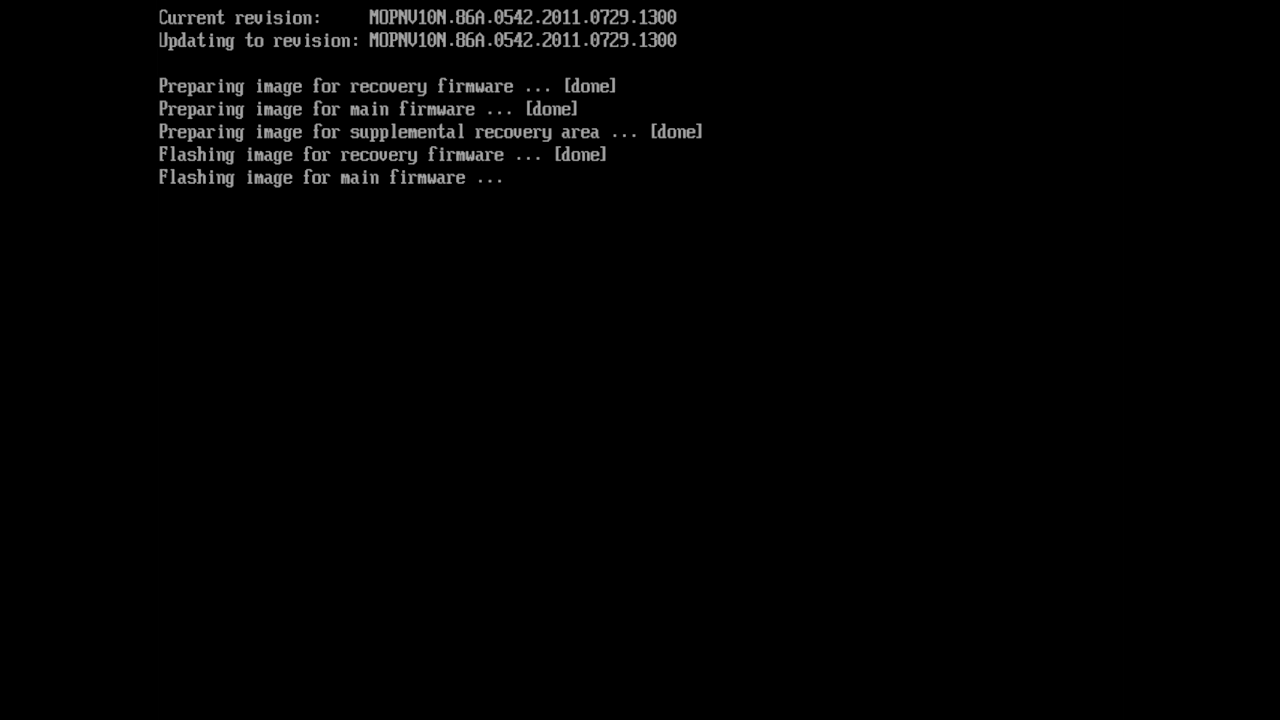 Current revision:     MOPNV10N.86A.0542.2011.0729.1300
Updating to revision: MOPNV10N.86A.0542.2011.0729.1300
Preparing image for recovery firmware ... [done]
Preparing image for main firmware ... [done]
Preparing image for supplemental recovery area ... [done]
Flashing image for recovery firmware ... [done]
Flashing image for main firmware ...